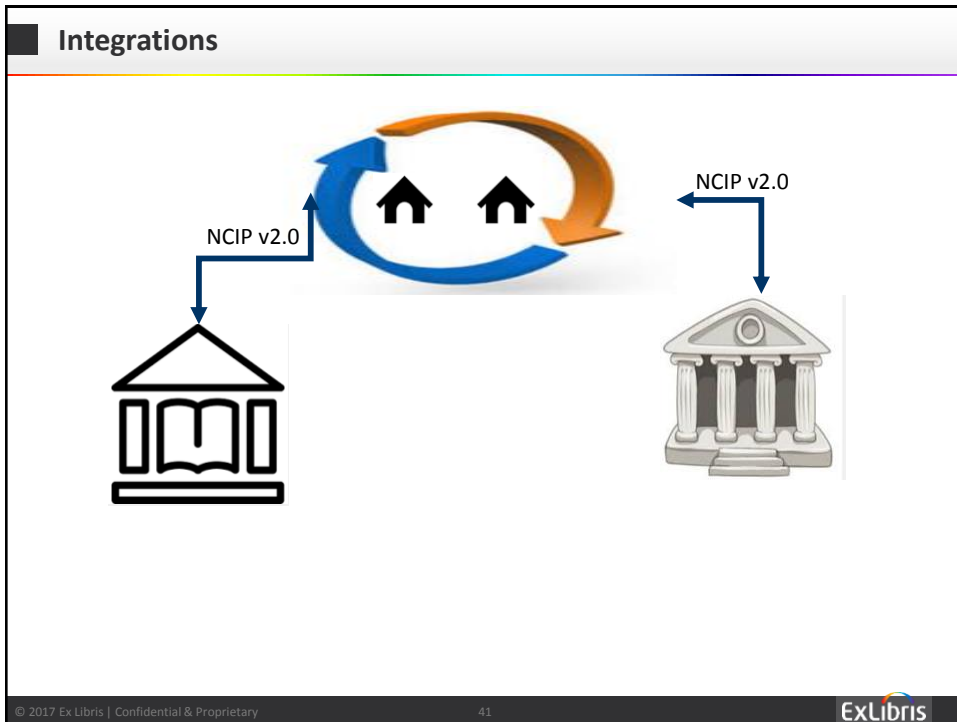 Integrations
NCIP v2.0
NCIP v2.0
© 2017 Ex Libris | Confidential & Proprietary
41
ExLibris